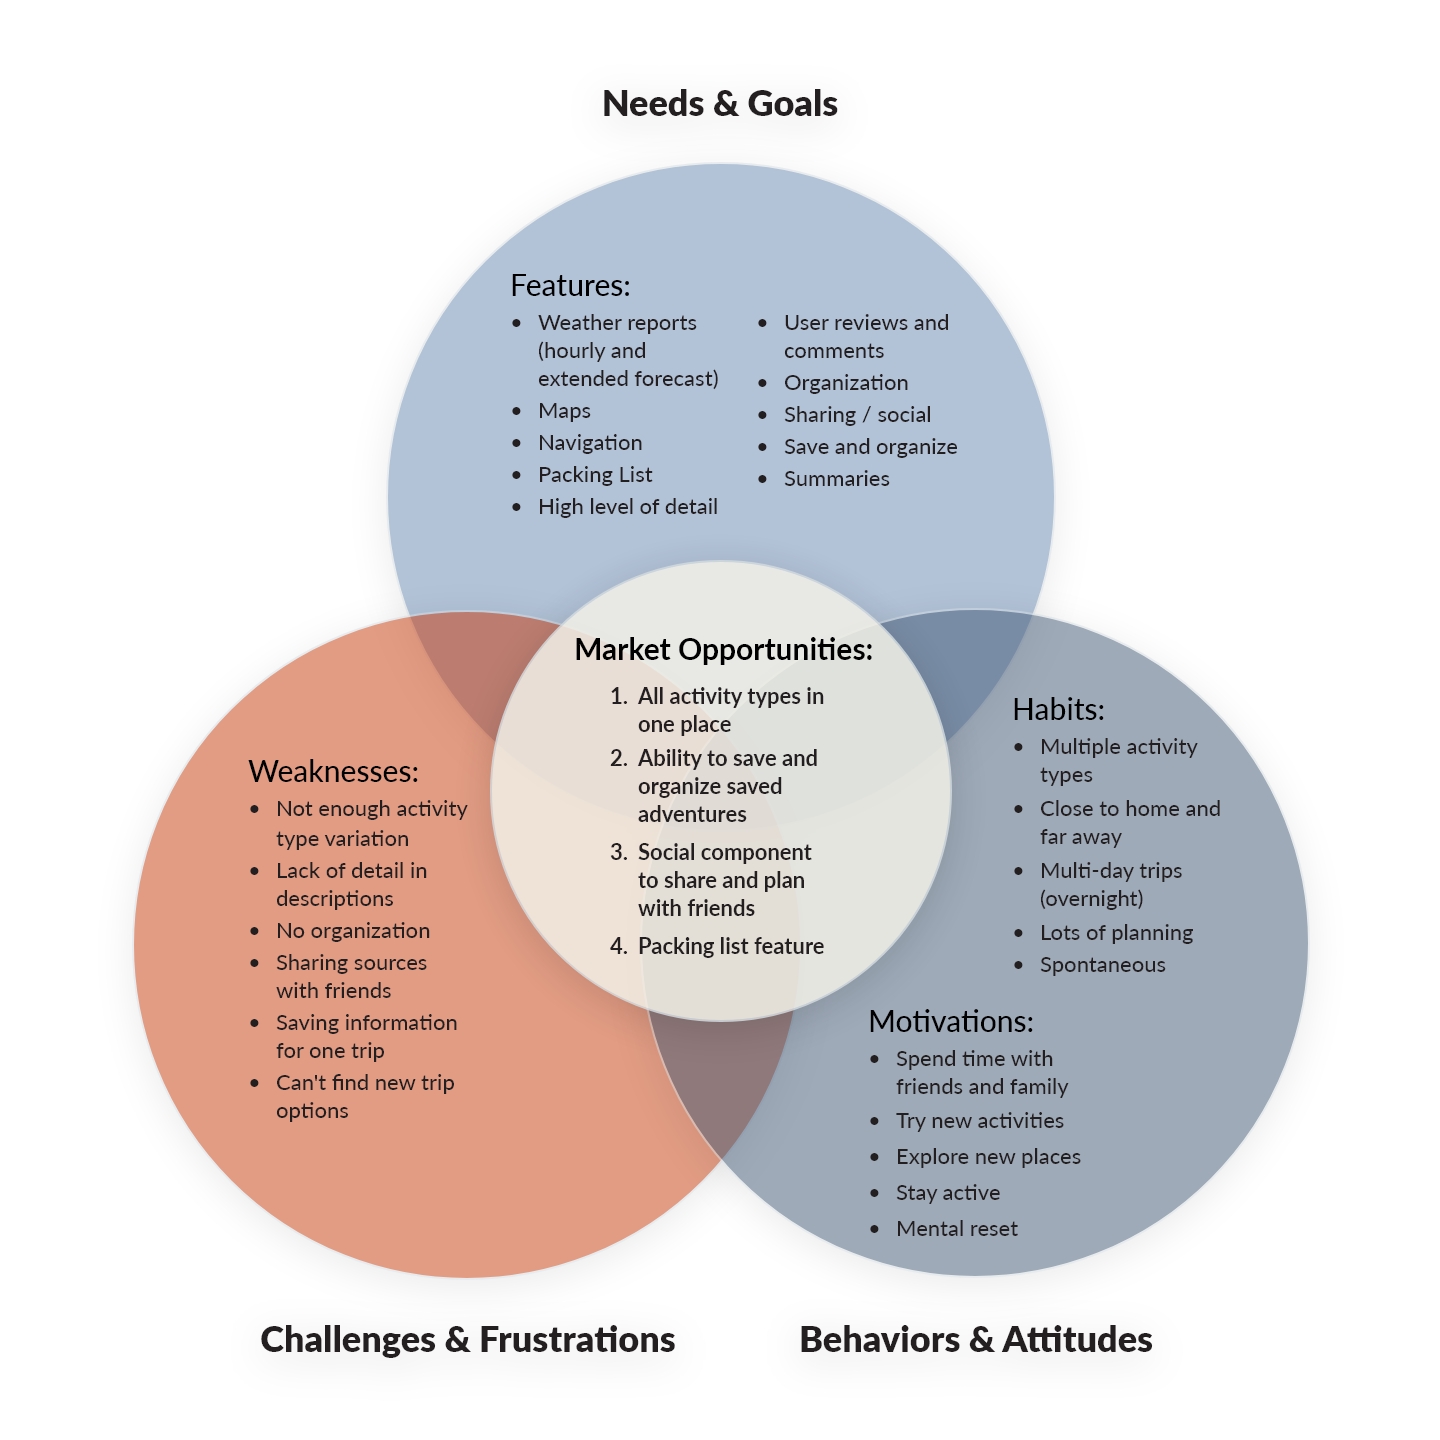 Needs & Goals
Features:
• Weather reports
(hourly and
extended forecast)
• Maps
• Navigation
• Packing List
• High level of detail
• User reviews and
comments
• Organization
• Sharing / social
• Save and organize
• Summaries
Market Opportunities:
1. All activity types in
one place
2. Ability to save and
organize saved
adventures
3. Social component
to share and plan
with friends
4. Packing list feature
Weaknesses:
• Not enough activity
type variation
• Lack of detail in
descriptions
• No organization
• Sharing sources
with friends
• Saving information
for one trip
• Can't find new trip
options
Habits:
• Multiple activity
types
• Close to home and
far away
• Multi-day trips
(overnight)
• Lots of planning
• Spontaneous
Motivations:
• Spend time with
friends and family
• Try new activities
• Explore new places
• Stay active
• Mental reset
Challenges & Frustrations
Behaviors & Attitudes